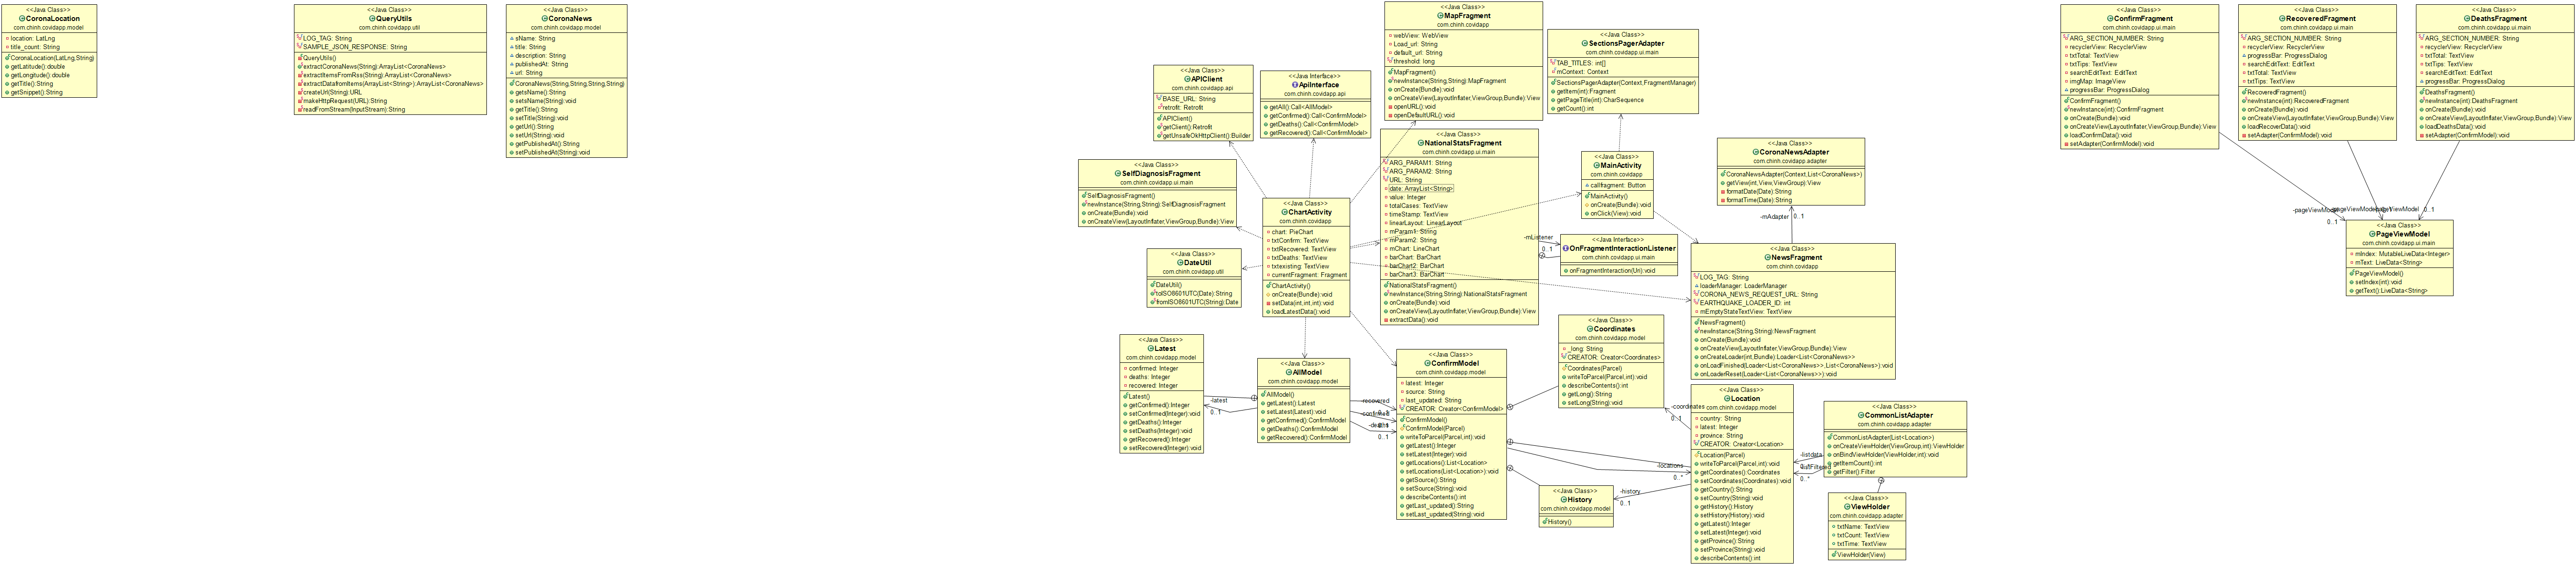 <<Java Class>>
CoronaLocation
com.chinh.covidapp.model
location: LatLng
title_count: String
CoronaLocation(LatLng,String)
getLatitude():double
getLongitude():double
getTitle():String
getSnippet():String
<<Java Class>>
QueryUtils
com.chinh.covidapp.util
LOG_TAG: String
SAMPLE_JSON_RESPONSE: String
QueryUtils()
extractCoronaNews(String):ArrayList<CoronaNews>
extractItemsFromRss(String):ArrayList<CoronaNews>
extractDatafromItems(ArrayList<String>):ArrayList<CoronaNews>
createUrl(String):URL
makeHttpRequest(URL):String
readFromStream(InputStream):String
<<Java Class>>
CoronaNews
com.chinh.covidapp.model
sName: String
title: String
description: String
publishedAt: String
url: String
CoronaNews(String,String,String,String)
getsName():String
setsName(String):void
getTitle():String
setTitle(String):void
getUrl():String
setUrl(String):void
getPublishedAt():String
setPublishedAt(String):void
<<Java Class>>
APIClient
com.chinh.covidapp.api
BASE_URL: String
retrofit: Retrofit
APIClient()
getClient():Retrofit
getUnsafeOkHttpClient():Builder
<<Java Interface>>
ApiInterface
com.chinh.covidapp.api
getAll():Call<AllModel>
getConfirmed():Call<ConfirmModel>
getDeaths():Call<ConfirmModel>
getRecovered():Call<ConfirmModel>
<<Java Class>>
MapFragment
com.chinh.covidapp
webView: WebView
Load_url: String
default_url: String
threshold: long
MapFragment()
newInstance(String,String):MapFragment
onCreate(Bundle):void
onCreateView(LayoutInflater,ViewGroup,Bundle):View
openURL():void
openDefaultURL():void
<<Java Class>>
SectionsPagerAdapter
com.chinh.covidapp.ui.main
TAB_TITLES: int[]
mContext: Context
SectionsPagerAdapter(Context,FragmentManager)
getItem(int):Fragment
getPageTitle(int):CharSequence
getCount():int
<<Java Class>>
SelfDiagnosisFragment
com.chinh.covidapp.ui.main
SelfDiagnosisFragment()
newInstance(String,String):SelfDiagnosisFragment
onCreate(Bundle):void
onCreateView(LayoutInflater,ViewGroup,Bundle):View
<<Java Class>>
ChartActivity
com.chinh.covidapp
chart: PieChart
txtConfirm: TextView
txtRecovered: TextView
txtDeaths: TextView
txtexisting: TextView
currentFragment: Fragment
ChartActivity()
onCreate(Bundle):void
setData(int,int,int):void
loadLatestData():void
<<Java Class>>
NationalStatsFragment
com.chinh.covidapp.ui.main
ARG_PARAM1: String
ARG_PARAM2: String
URL: String
date: ArrayList<String>
value: Integer
totalCases: TextView
timeStamp: TextView
linearLayout: LinearLayout
mParam1: String
mParam2: String
mChart: LineChart
barChart: BarChart
barChart2: BarChart
barChart3: BarChart
NationalStatsFragment()
newInstance(String,String):NationalStatsFragment
onCreate(Bundle):void
onCreateView(LayoutInflater,ViewGroup,Bundle):View
extractData():void
<<Java Class>>
MainActivity
com.chinh.covidapp
callfragment: Button
MainActivity()
onCreate(Bundle):void
onClick(View):void
<<Java Class>>
CoronaNewsAdapter
com.chinh.covidapp.adapter
CoronaNewsAdapter(Context,List<CoronaNews>)
getView(int,View,ViewGroup):View
formatDate(Date):String
formatTime(Date):String
-mAdapter
0..1
<<Java Class>>
DateUtil
com.chinh.covidapp.util
DateUtil()
toISO8601UTC(Date):String
fromISO8601UTC(String):Date
-mListener
0..1
<<Java Interface>>
OnFragmentInteractionListener
com.chinh.covidapp.ui.main
onFragmentInteraction(Uri):void
<<Java Class>>
NewsFragment
com.chinh.covidapp
LOG_TAG: String
loaderManager: LoaderManager
CORONA_NEWS_REQUEST_URL: String
EARTHQUAKE_LOADER_ID: int
mEmptyStateTextView: TextView
NewsFragment()
newInstance(String,String):NewsFragment
onCreate(Bundle):void
onCreateView(LayoutInflater,ViewGroup,Bundle):View
onCreateLoader(int,Bundle):Loader<List<CoronaNews>>
onLoadFinished(Loader<List<CoronaNews>>,List<CoronaNews>):void
onLoaderReset(Loader<List<CoronaNews>>):void
<<Java Class>>
Latest
com.chinh.covidapp.model
confirmed: Integer
deaths: Integer
recovered: Integer
Latest()
getConfirmed():Integer
setConfirmed(Integer):void
getDeaths():Integer
setDeaths(Integer):void
getRecovered():Integer
setRecovered(Integer):void
-latest
0..1
<<Java Class>>
AllModel
com.chinh.covidapp.model
AllModel()
getLatest():Latest
setLatest(Latest):void
getConfirmed():ConfirmModel
getDeaths():ConfirmModel
getRecovered():ConfirmModel
-recovered
-confirmed
-deaths
0..1
<<Java Class>>
ConfirmModel
com.chinh.covidapp.model
latest: Integer
source: String
last_updated: String
CREATOR: Creator<ConfirmModel>
ConfirmModel()
ConfirmModel(Parcel)
writeToParcel(Parcel,int):void
getLatest():Integer
setLatest(Integer):void
getLocations():List<Location>
setLocations(List<Location>):void
getSource():String
setSource(String):void
describeContents():int
getLast_updated():String
setLast_updated(String):void
<<Java Class>>
Coordinates
com.chinh.covidapp.model
_long: String
CREATOR: Creator<Coordinates>
Coordinates(Parcel)
writeToParcel(Parcel,int):void
describeContents():int
getLong():String
setLong(String):void
-coordinates
0..1
-locations
0..*
-history
0..1
<<Java Class>>
History
com.chinh.covidapp.model
History()
<<Java Class>>
Location
com.chinh.covidapp.model
country: String
latest: Integer
province: String
CREATOR: Creator<Location>
Location(Parcel)
writeToParcel(Parcel,int):void
getCoordinates():Coordinates
setCoordinates(Coordinates):void
getCountry():String
setCountry(String):void
getHistory():History
setHistory(History):void
getLatest():Integer
setLatest(Integer):void
getProvince():String
setProvince(String):void
describeContents():int
-listdata
-listFiltered
0..*
<<Java Class>>
CommonListAdapter
com.chinh.covidapp.adapter
CommonListAdapter(List<Location>)
onCreateViewHolder(ViewGroup,int):ViewHolder
onBindViewHolder(ViewHolder,int):void
getItemCount():int
getFilter():Filter
<<Java Class>>
ViewHolder
com.chinh.covidapp.adapter
txtName: TextView
txtCount: TextView
txtTime: TextView
ViewHolder(View)
<<Java Class>>
ConfirmFragment
com.chinh.covidapp.ui.main
ARG_SECTION_NUMBER: String
recyclerView: RecyclerView
txtTotal: TextView
txtTips: TextView
searchEditText: EditText
imgMap: ImageView
progressBar: ProgressDialog
ConfirmFragment()
newInstance(int):ConfirmFragment
onCreate(Bundle):void
onCreateView(LayoutInflater,ViewGroup,Bundle):View
loadConfirmData():void
setAdapter(ConfirmModel):void
<<Java Class>>
RecoveredFragment
com.chinh.covidapp.ui.main
ARG_SECTION_NUMBER: String
recyclerView: RecyclerView
progressBar: ProgressDialog
searchEditText: EditText
txtTotal: TextView
txtTips: TextView
RecoveredFragment()
newInstance(int):RecoveredFragment
onCreate(Bundle):void
onCreateView(LayoutInflater,ViewGroup,Bundle):View
loadRecoverData():void
setAdapter(ConfirmModel):void
<<Java Class>>
DeathsFragment
com.chinh.covidapp.ui.main
ARG_SECTION_NUMBER: String
recyclerView: RecyclerView
txtTotal: TextView
txtTips: TextView
searchEditText: EditText
progressBar: ProgressDialog
DeathsFragment()
newInstance(int):DeathsFragment
onCreate(Bundle):void
onCreateView(LayoutInflater,ViewGroup,Bundle):View
loadDeathsData():void
setAdapter(ConfirmModel):void
0..1
0..1
<<Java Class>>
PageViewModel
com.chinh.covidapp.ui.main
mIndex: MutableLiveData<Integer>
mText: LiveData<String>
PageViewModel()
setIndex(int):void
getText():LiveData<String>